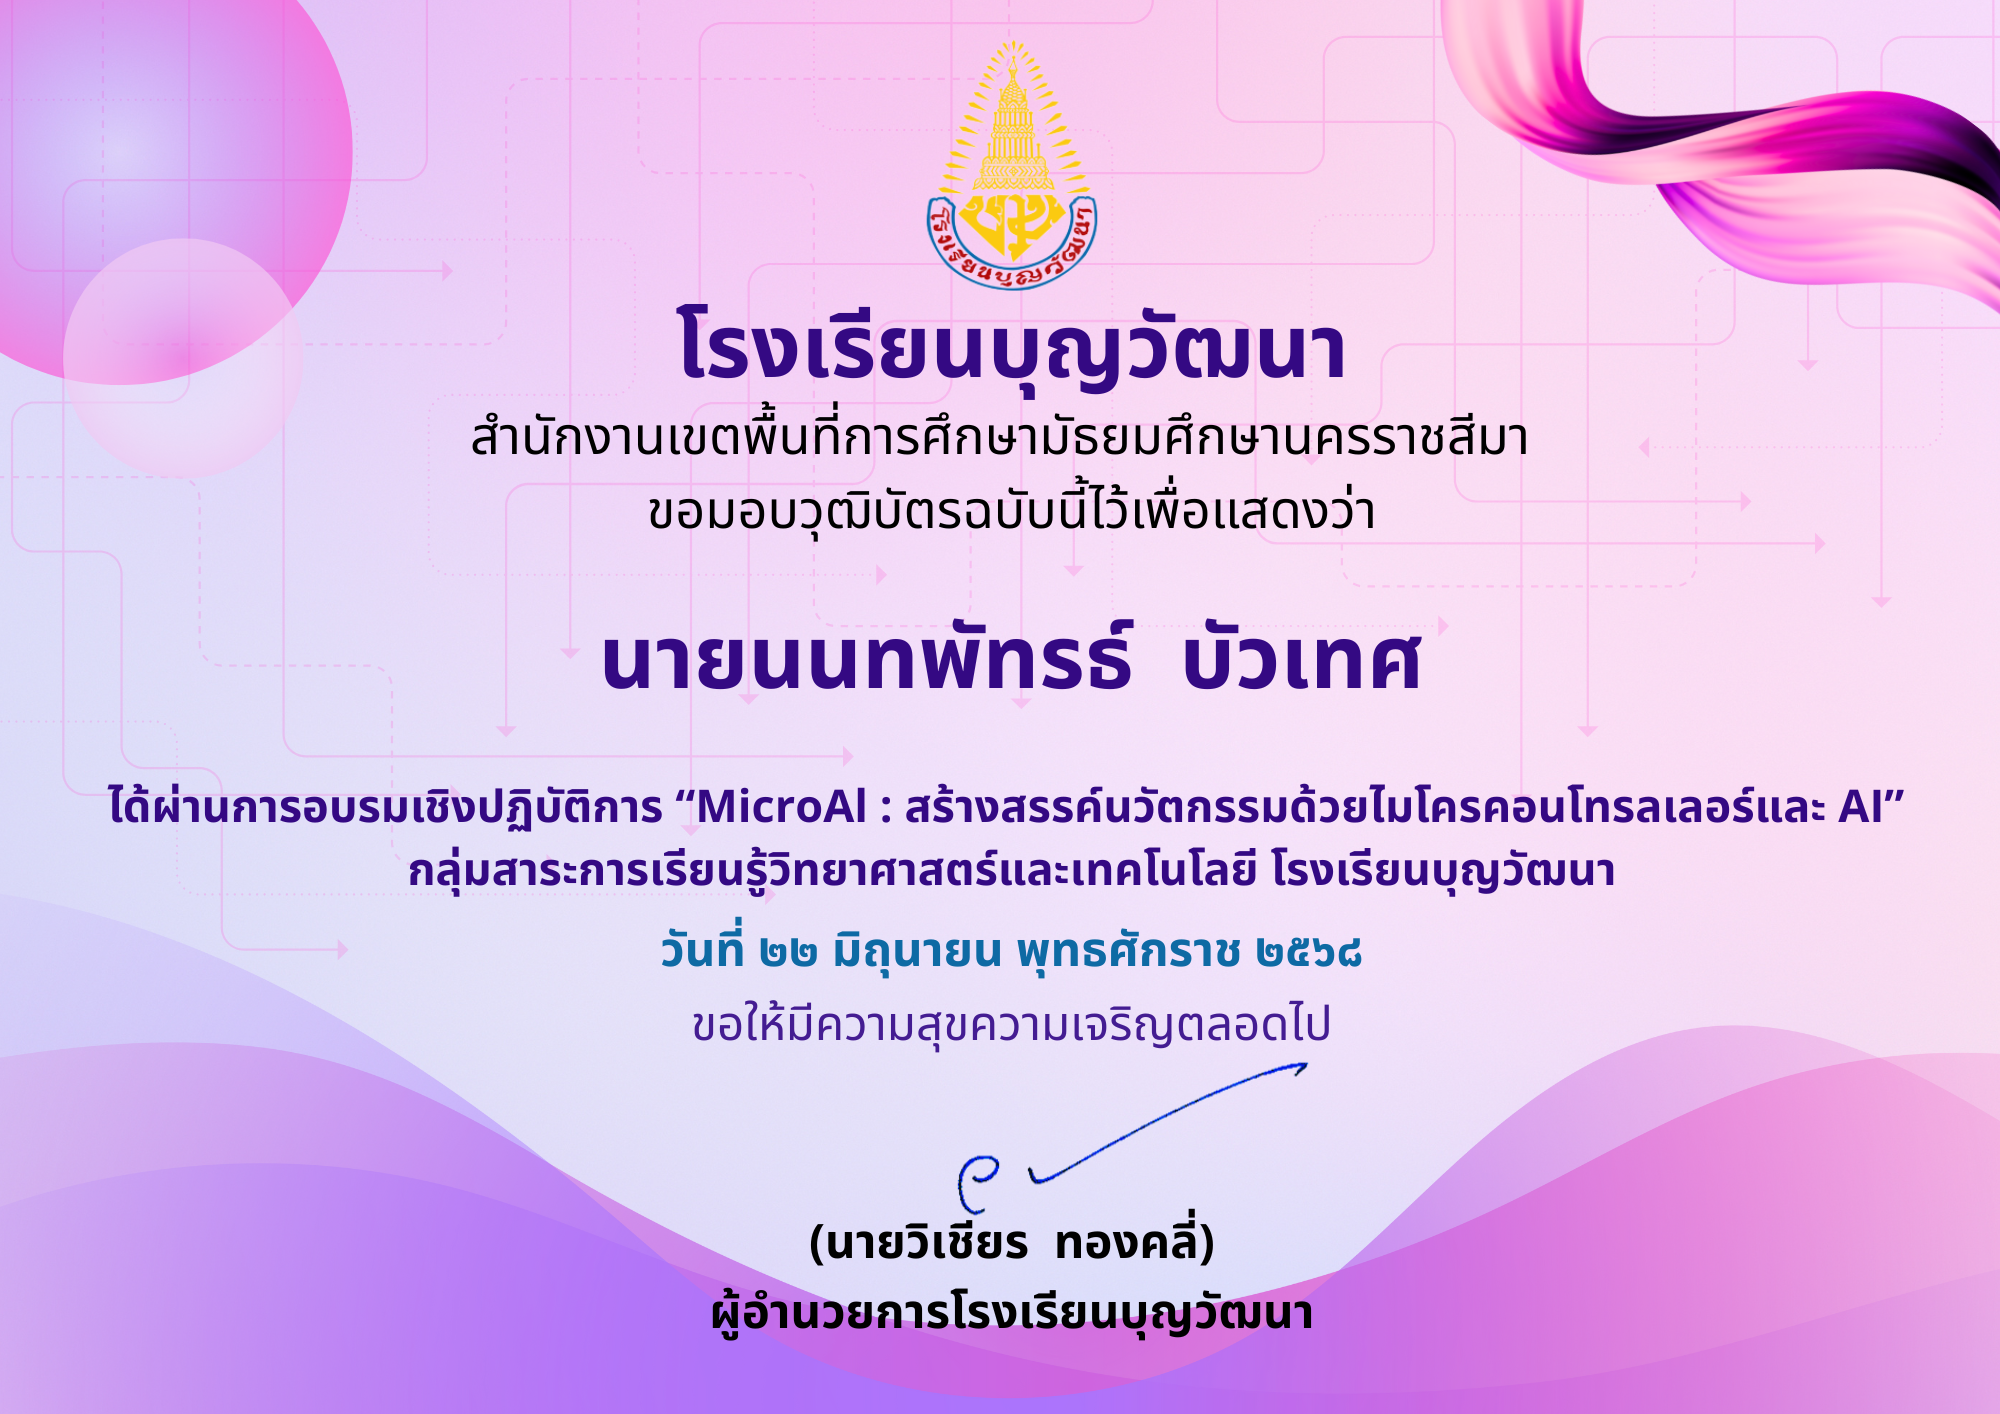 โรงเรียนบุญวัฒนา
โรงเรียนบุญวัฒนา
สำนักงานเขตพื้นที่การศึกษามัธยมศึกษานครราชสีมา
ขอมอบวุฒิบัตรฉบับนี้ไว้เพื่อแสดงว่า
นายนนทพัทรธ์ บัวเทศ
ได้ผ่านการอบรมเชิงปฏิบัติการ “MicroAI : สร้างสรรค์นวัตกรรมด้วยไมโครคอนโทรลเลอร์และ AI”
กลุ่มสาระการเรียนรู้วิทยาศาสตร์และเทคโนโลยี โรงเรียนบุญวัฒนา
วันที่ ๒๒ มิถุนายน พุทธศักราช ๒๕๖๘
ขอให้มีความสุขความเจริญตลอดไป
(นายวิเชียร ทองคลี่)
ผู้อำนวยการโรงเรียนบุญวัฒนา